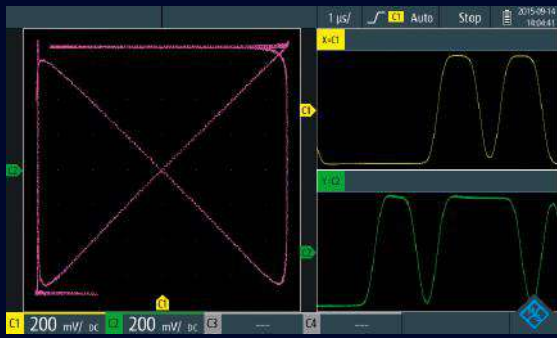 1 µs/ C1 Auto Stop 2015-09-14
14:04:41
X=C1
C1
C2
Y=C2
C2
C1
C1 200 mV/ DC C2 200 mV/ DC C3 --- C4 ---